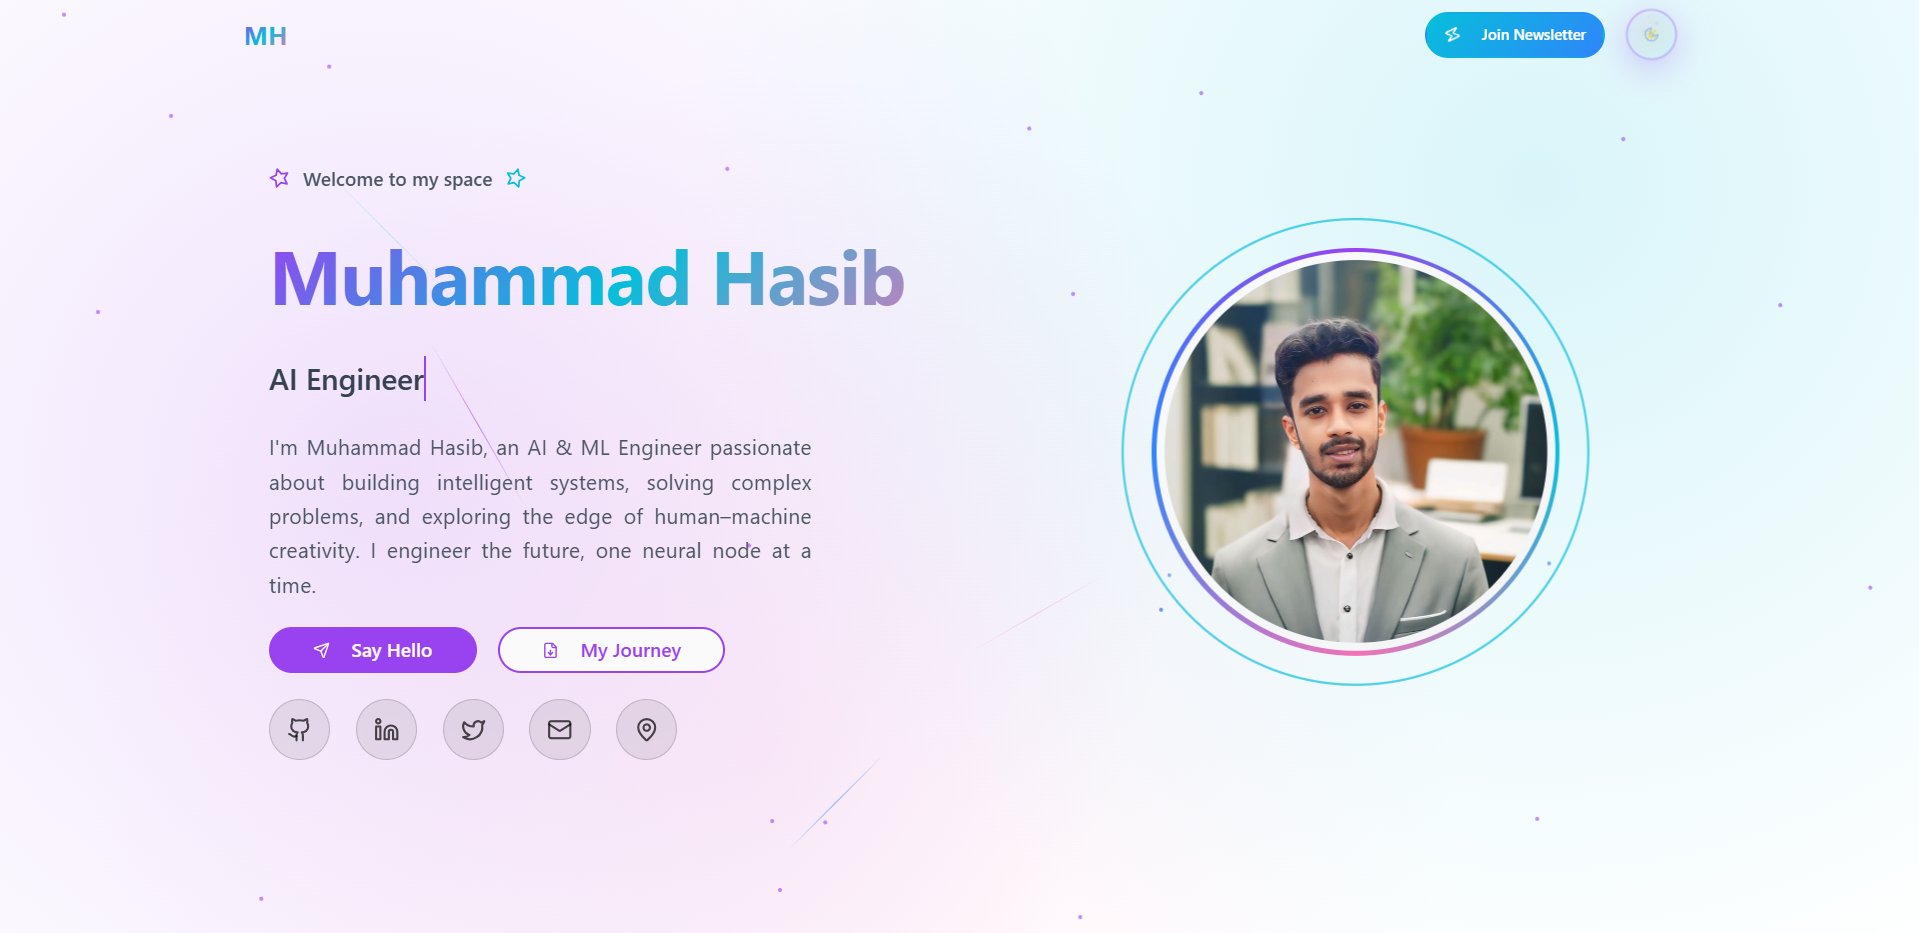 MH
Join Newsletter
Welcome to my space
Muhammad Hasib
AI Engineer
I'm Muhammad Hasib, an AI & ML Engineer passionate
about building intelligent systems, solving complex
problems, and exploring the edge of human–machine
creativity. I engineer the future, one neural node at a
time.
Say Hello
My Journey